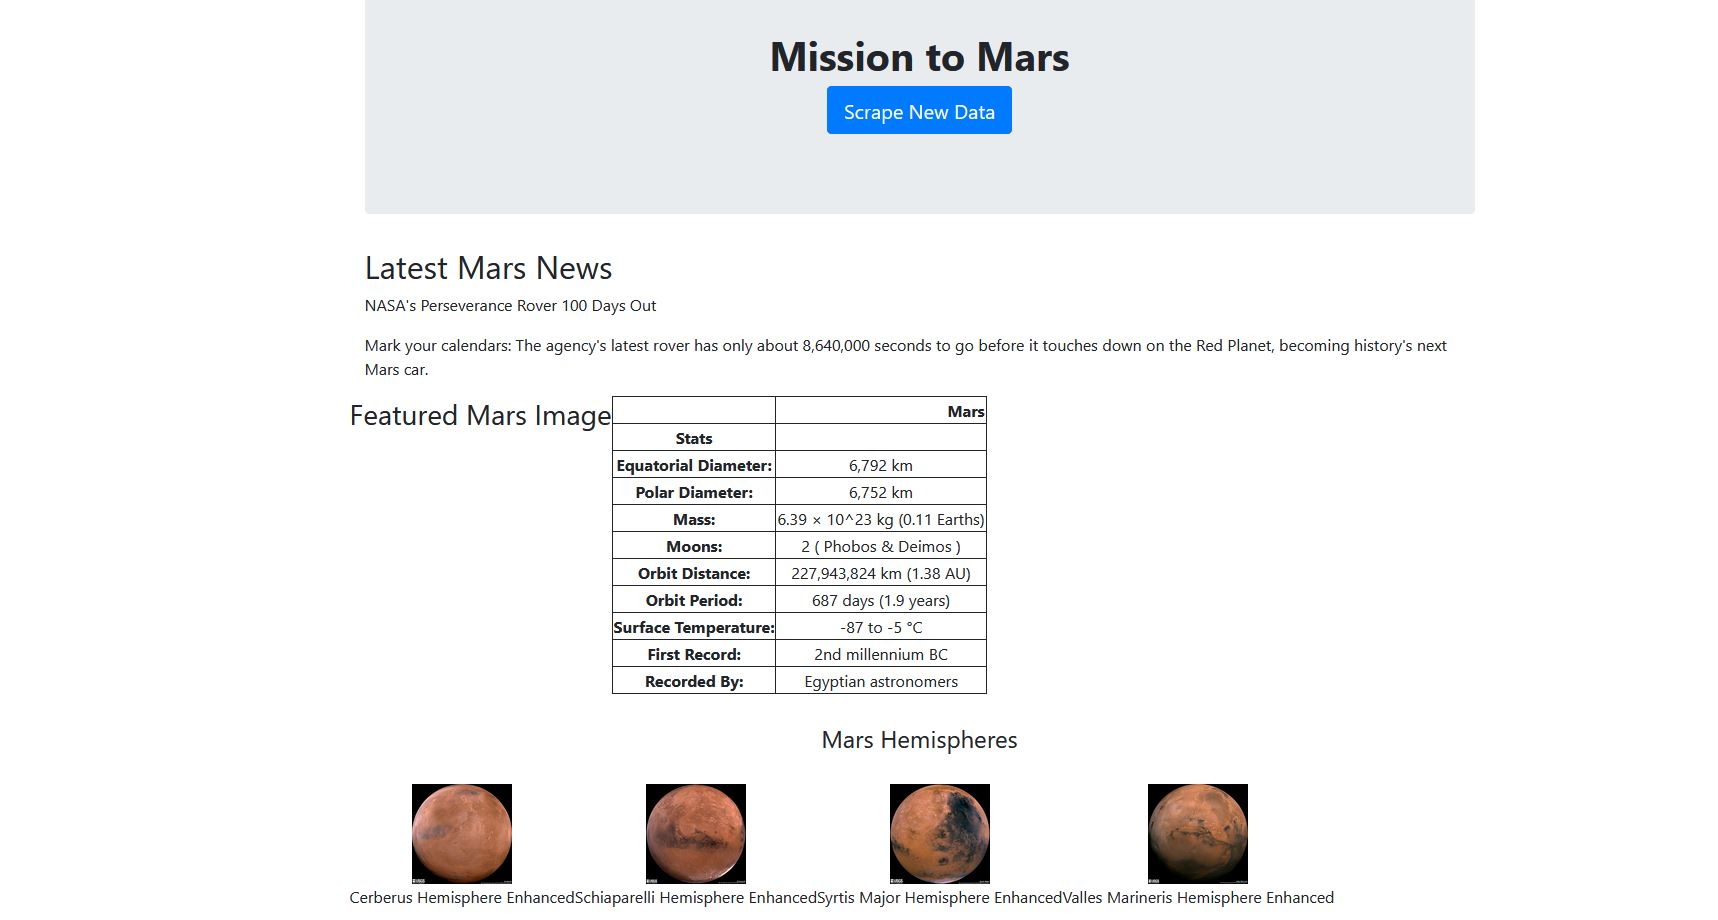 Mission to Mars
Scrape New Data
Latest Mars News
NASA's Perseverance Rover 100 Days Out
Mark your calendars: The agency's latest rover has only about 8,640,000 seconds to go before it touches down on the Red Planet, becoming history's next
Mars car.
Featured Mars Image
Mars
Stats
Equatorial Diameter: 6,792 km
Polar Diameter: 6,752 km
Mass: 6.39 × 10^23 kg (0.11 Earths)
Moons: 2 ( Phobos & Deimos )
Orbit Distance: 227,943,824 km (1.38 AU)
Orbit Period: 687 days (1.9 years)
Surface Temperature: -87 to -5 °C
First Record: 2nd millennium BC
Recorded By: Egyptian astronomers
Mars Hemispheres
Cerberus Hemisphere EnhancedSchiaparelli Hemisphere EnhancedSyrtis Major Hemisphere EnhancedValles Marineris Hemisphere Enhanced